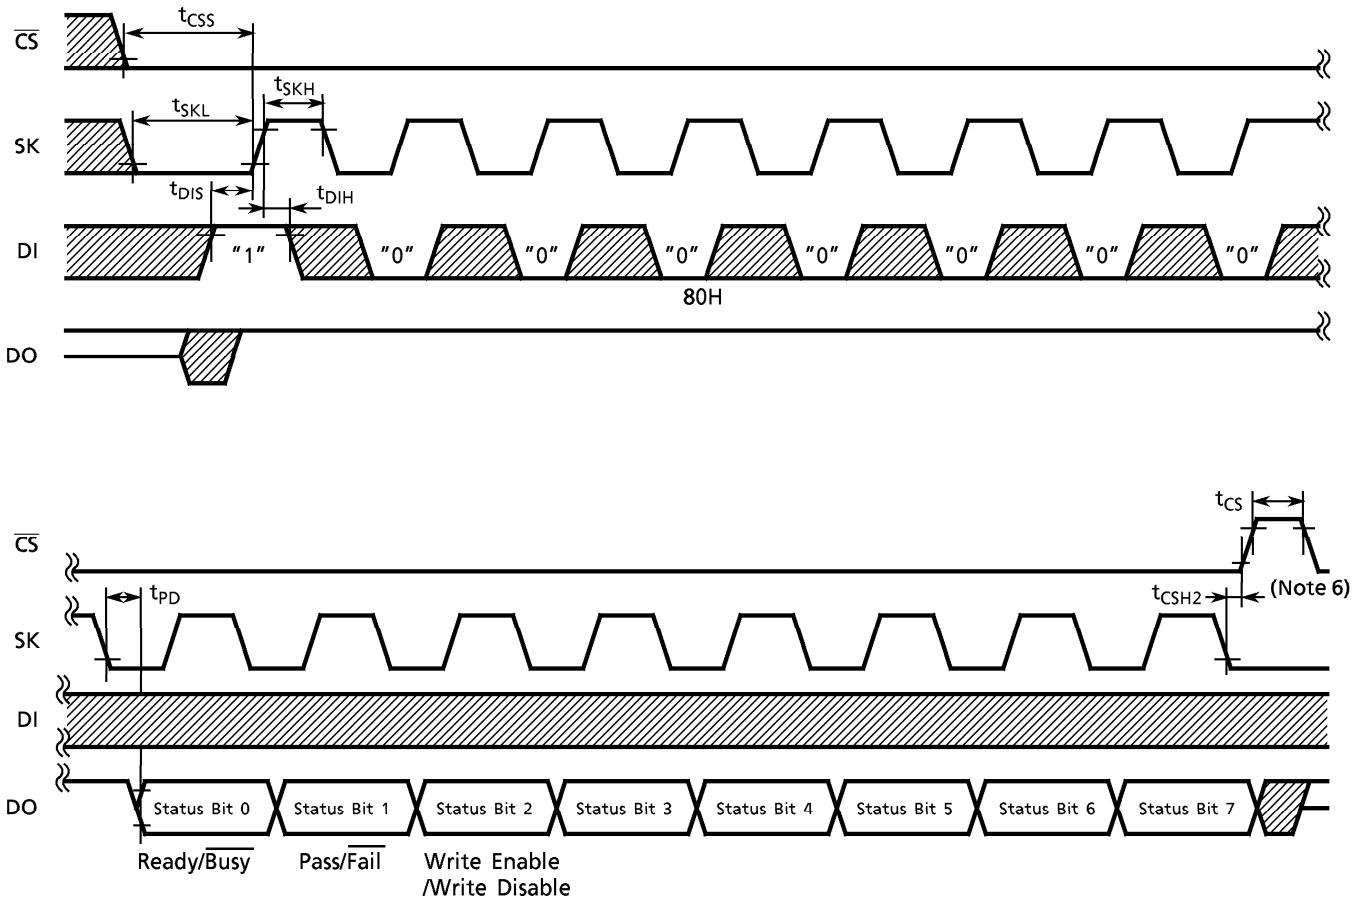 CS tCSS
SK tSKL tSKH
tDIS tDIH
DI "1" "0" "0" "0" "0" "0" "0" "0"
80H
DO
tCS
CS
tCSH2 (Note 6)
SK tPD
DI
DO Status Bit 0 Status Bit 1 Status Bit 2 Status Bit 3 Status Bit 4 Status Bit 5 Status Bit 6 Status Bit 7
Ready/Busy Pass/Fail Write Enable
/Write Disable